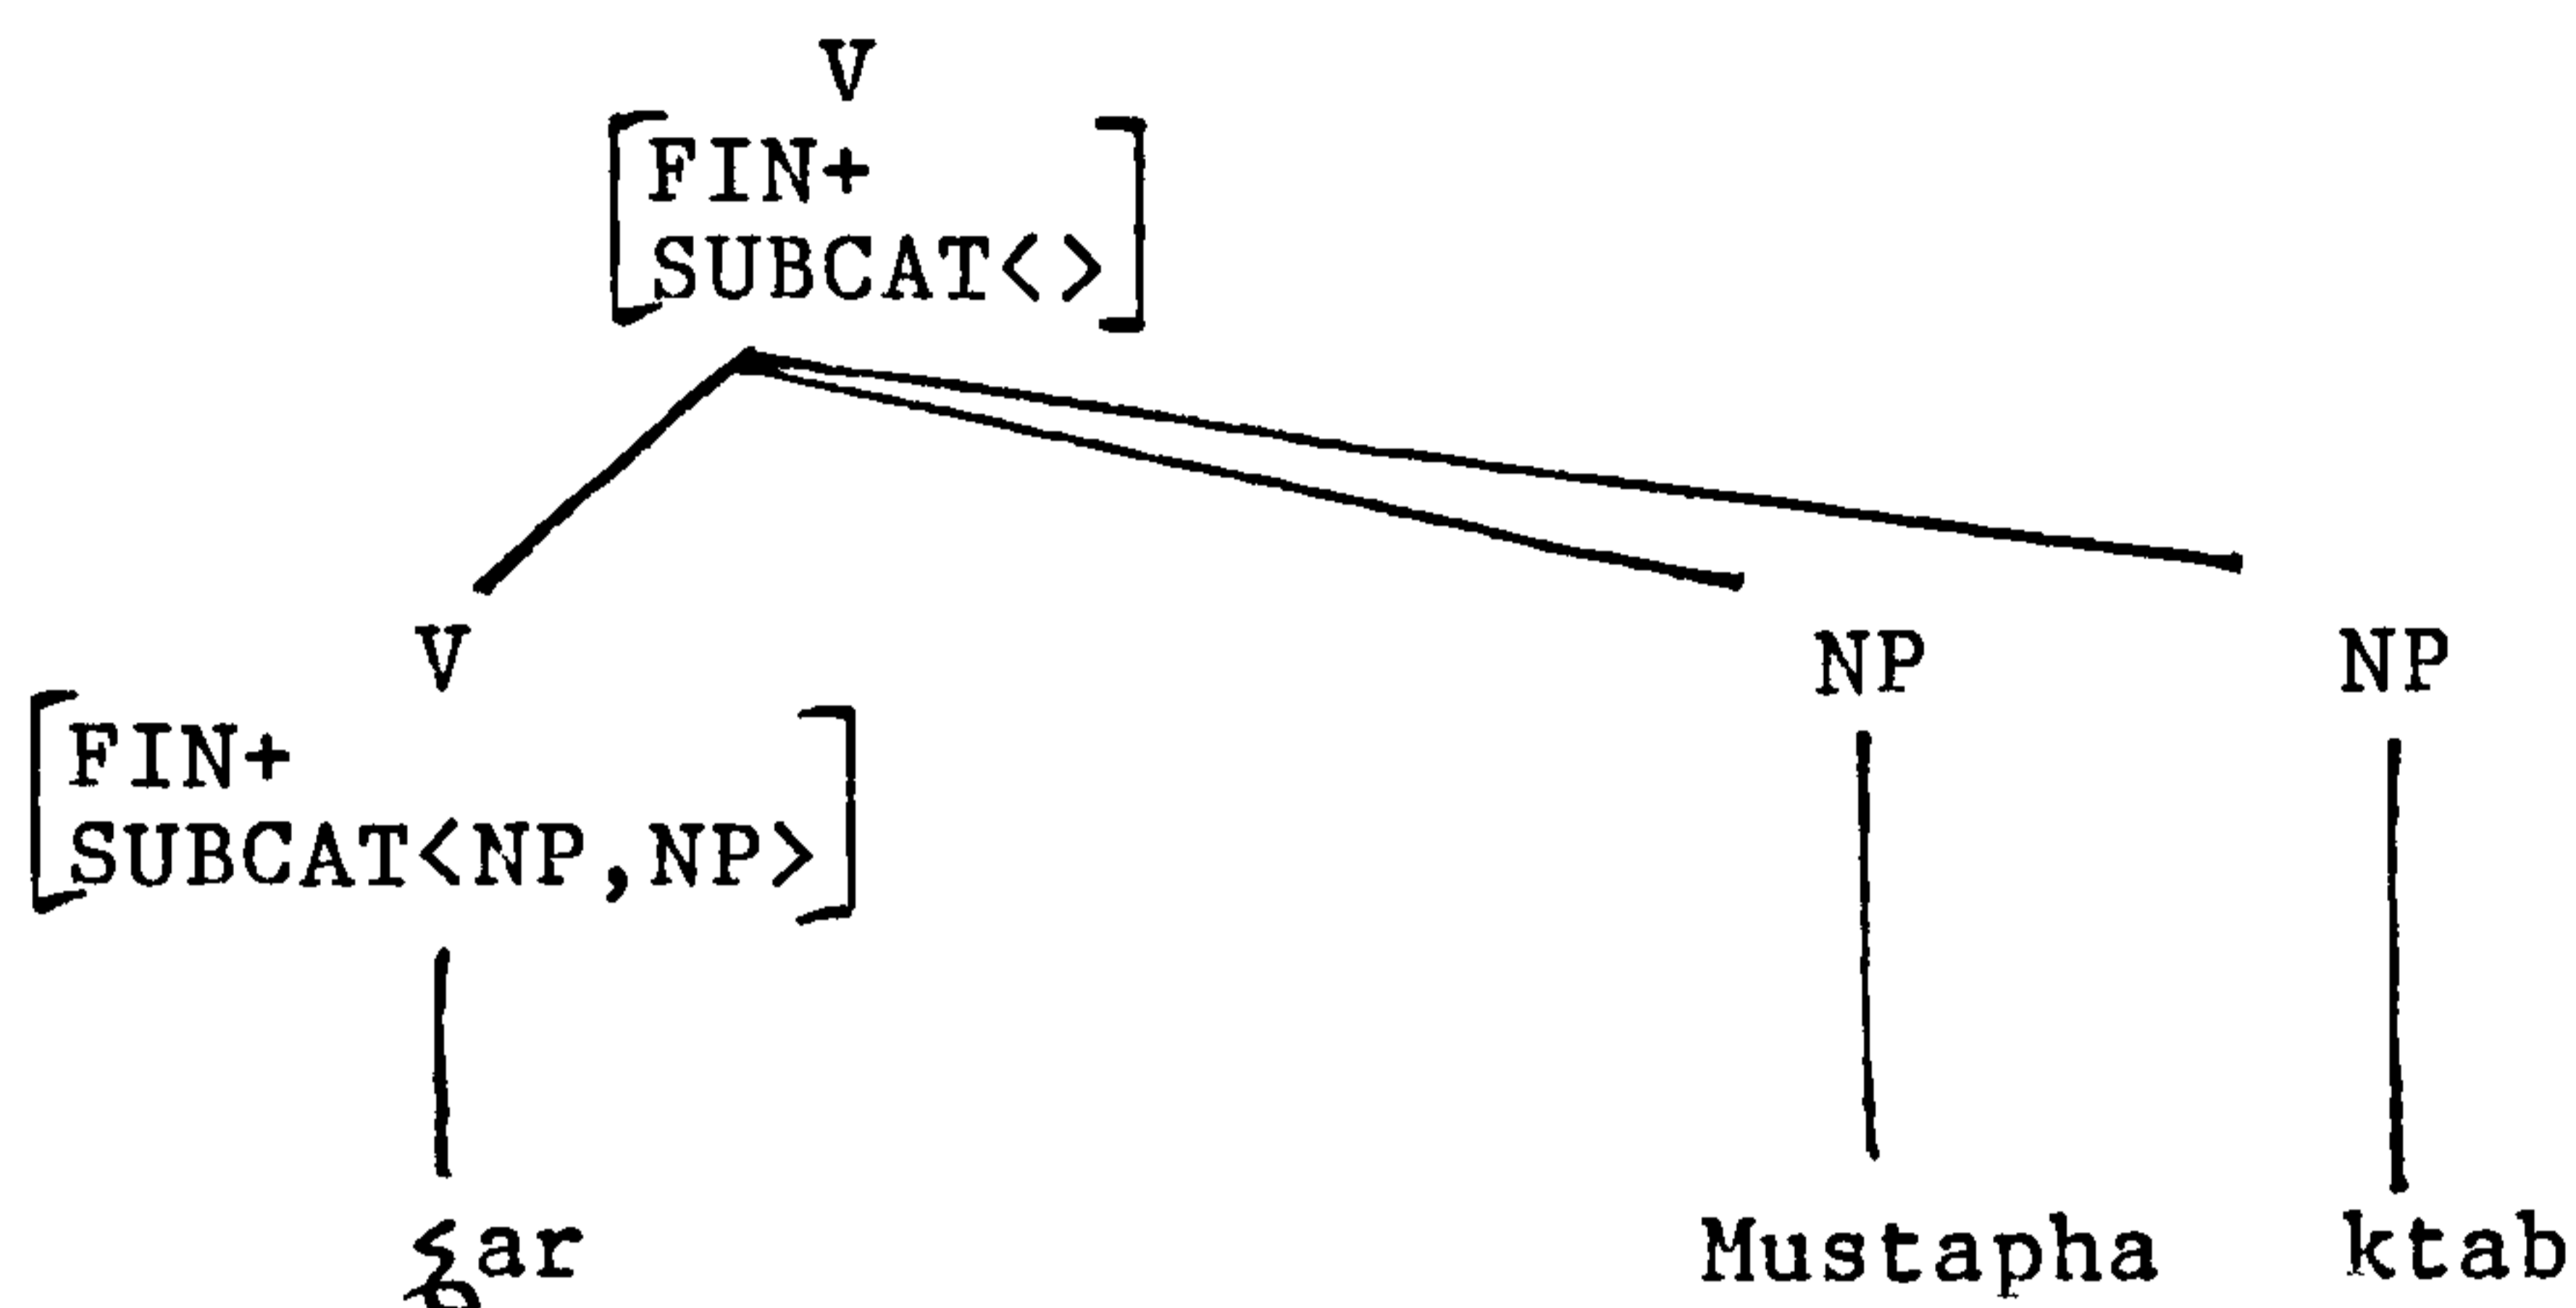 V
FIN+
SUBCAT<>
V NP NP
FIN+
SUBCAT<NP,NP>
Mustapha ktab